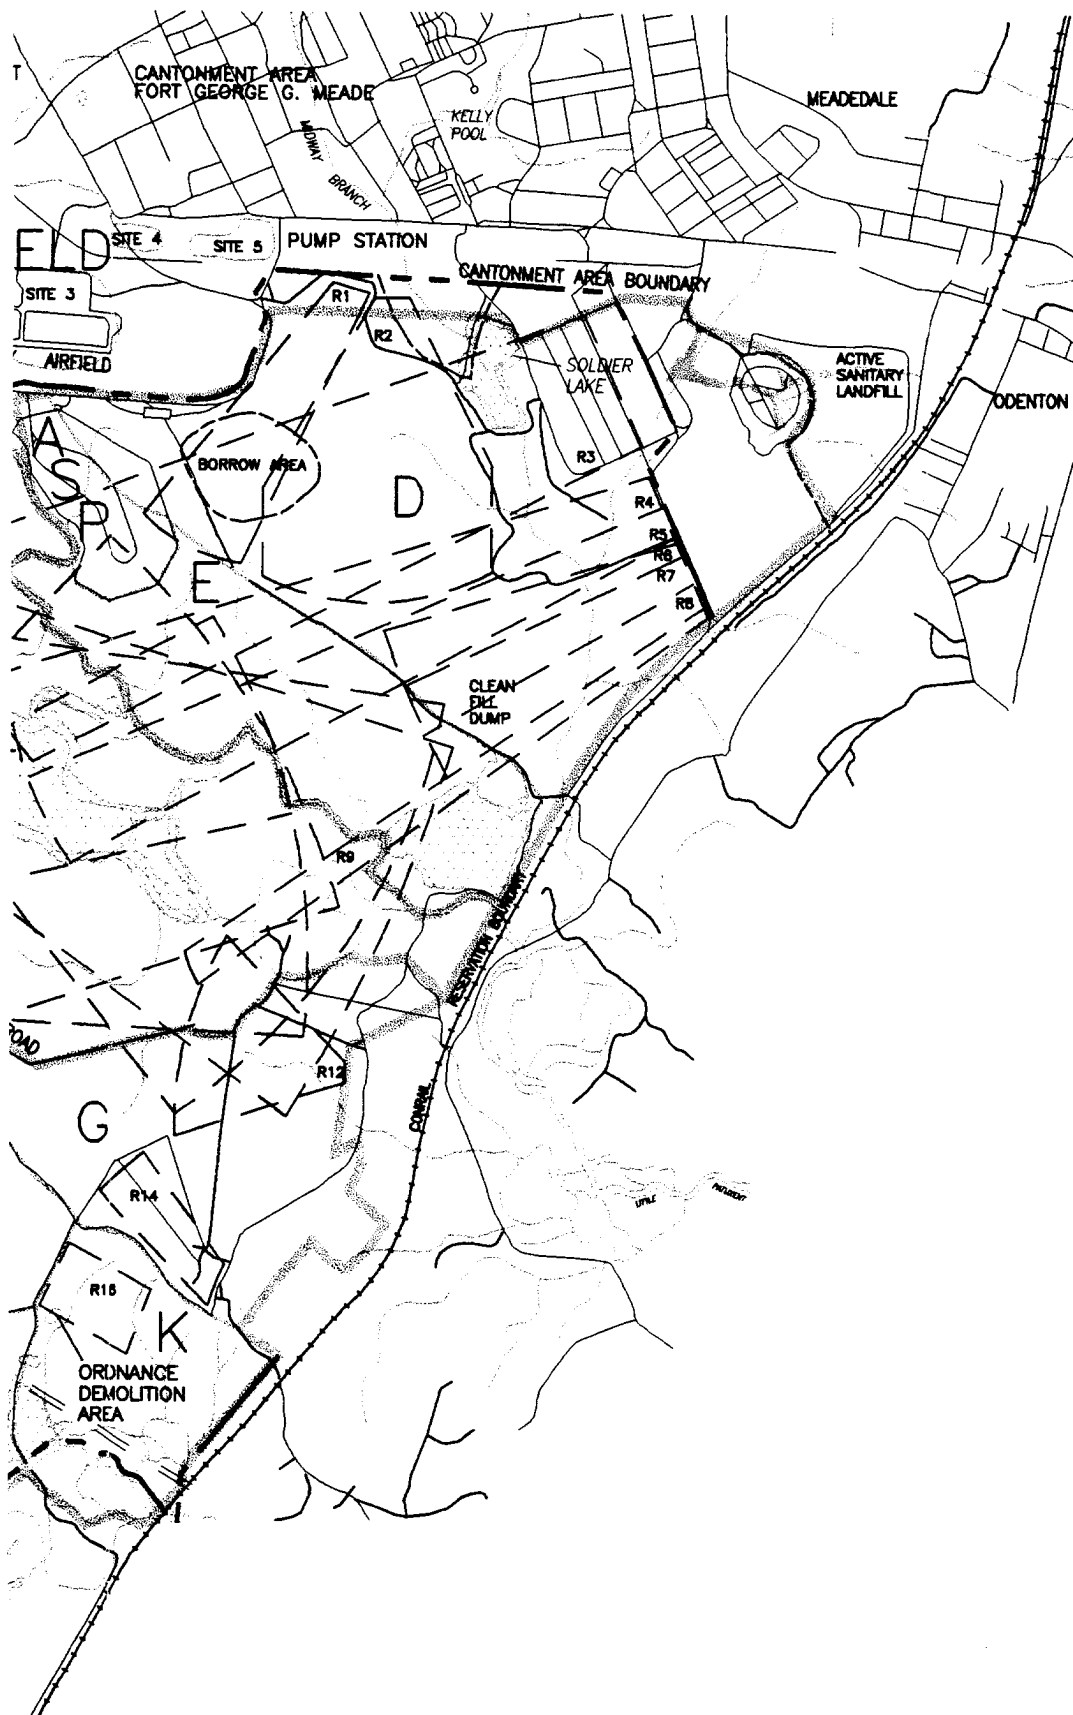 T
CANTONMENT AREA
FORT GEORGE G. MEADE
MEADEDALE
KELLY
POOL
MIDWAY
BRANCH
ELD
SITE 4
SITE 5
PUMP STATION
CANTONMENT AREA BOUNDARY
SITE 3
R1
R2
AIRFIELD
SOLDIER
LAKE
ACTIVE
SANITARY
LANDFILL
ODENTON
A
S
P
BORROW AREA
D
R3
R4
R5
R6
R7
R8
E
CLEAN
FILL
DUMP
R9
RESERVATION BOUNDARY
ROAD
R12
CONRAIL
G
R14
LITTLE
PATUXENT
K
ORDNANCE
DEMOLITION
AREA